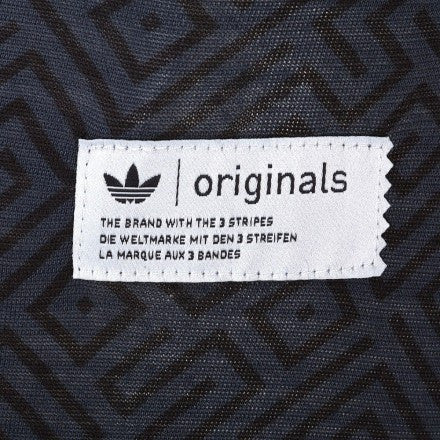 originals
THE BRAND WITH THE 3 STRIPES
DIE WELTMARKE MIT DEN 3 STREIFEN
LA MARQUE AUX 3 BANDES